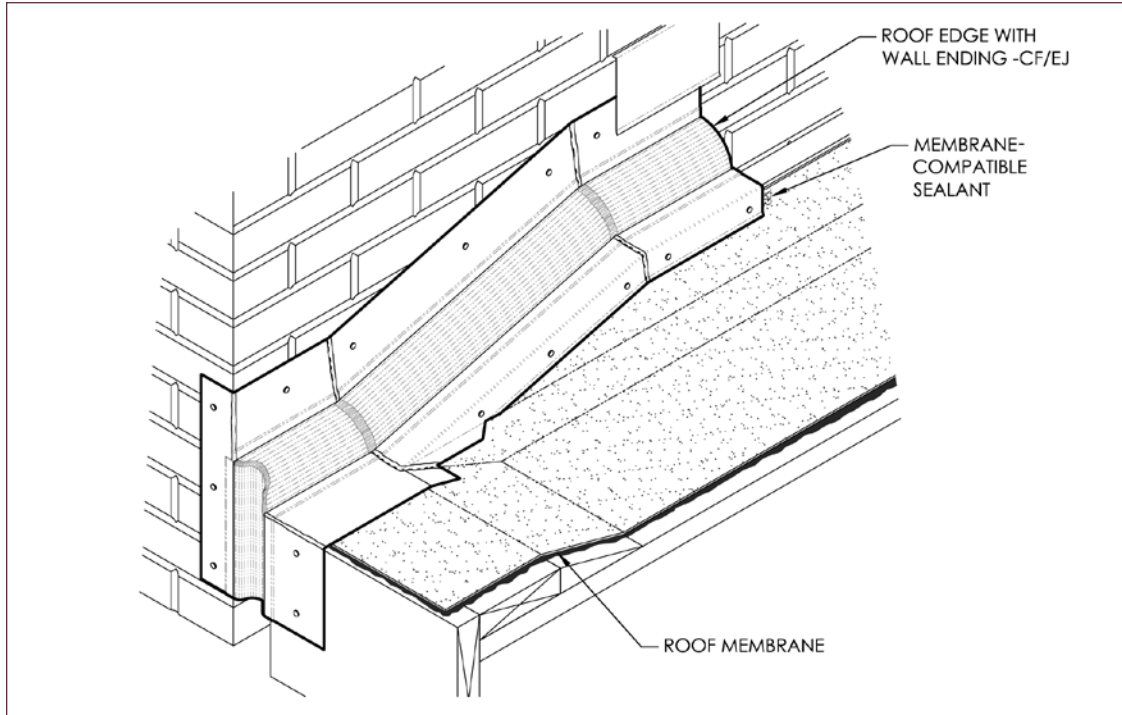 ROOF EDGE WITH
WALL ENDING -CF/EJ
MEMBRANE-
COMPATIBLE
SEALANT
ROOF MEMBRANE